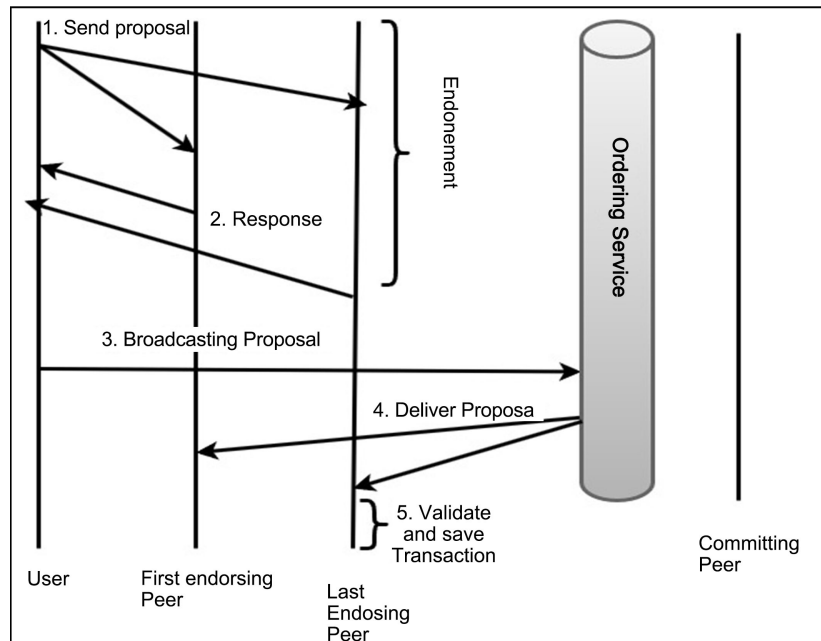 1. Send proposal
Endonement
Ordering Service
2. Response
3. Broadcasting Proposal
4. Deliver Proposa
5. Validate
and save
Transaction
User
First endorsing
Peer
Last
Endosing
Peer
Committing
Peer